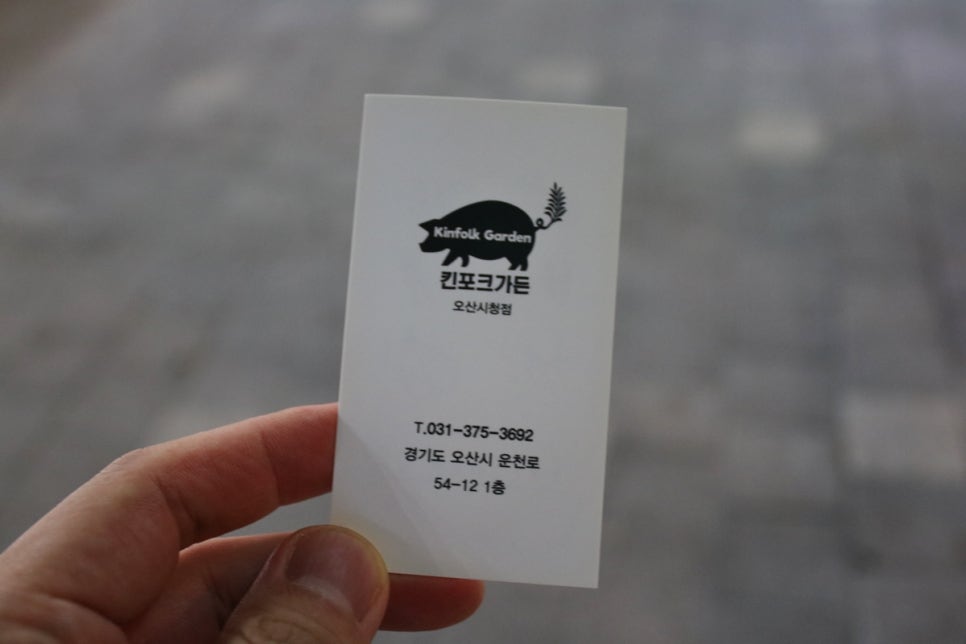 Kinfolk Garden
킨포크가든
오산시청점
T.031-375-3692
경기도 오산시 운천로
54-12 1층